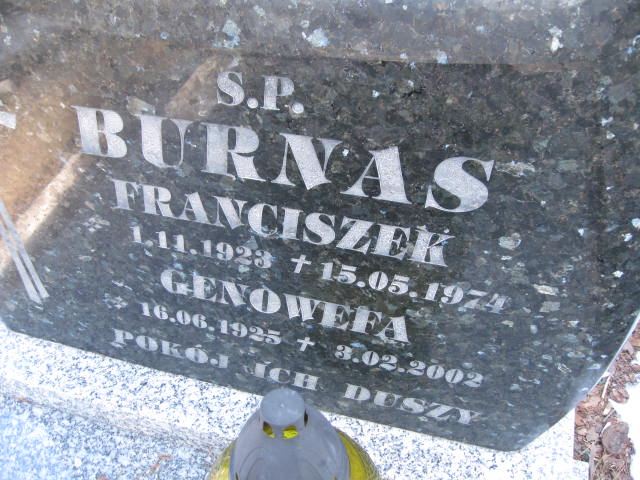 S.P.
BURNAS
FRANCISZEK
1.11.1923 + 15.05.1974
GENOWEFA
16.06.1925 + 3.02.2002
POKÓJ ICH DUSZY